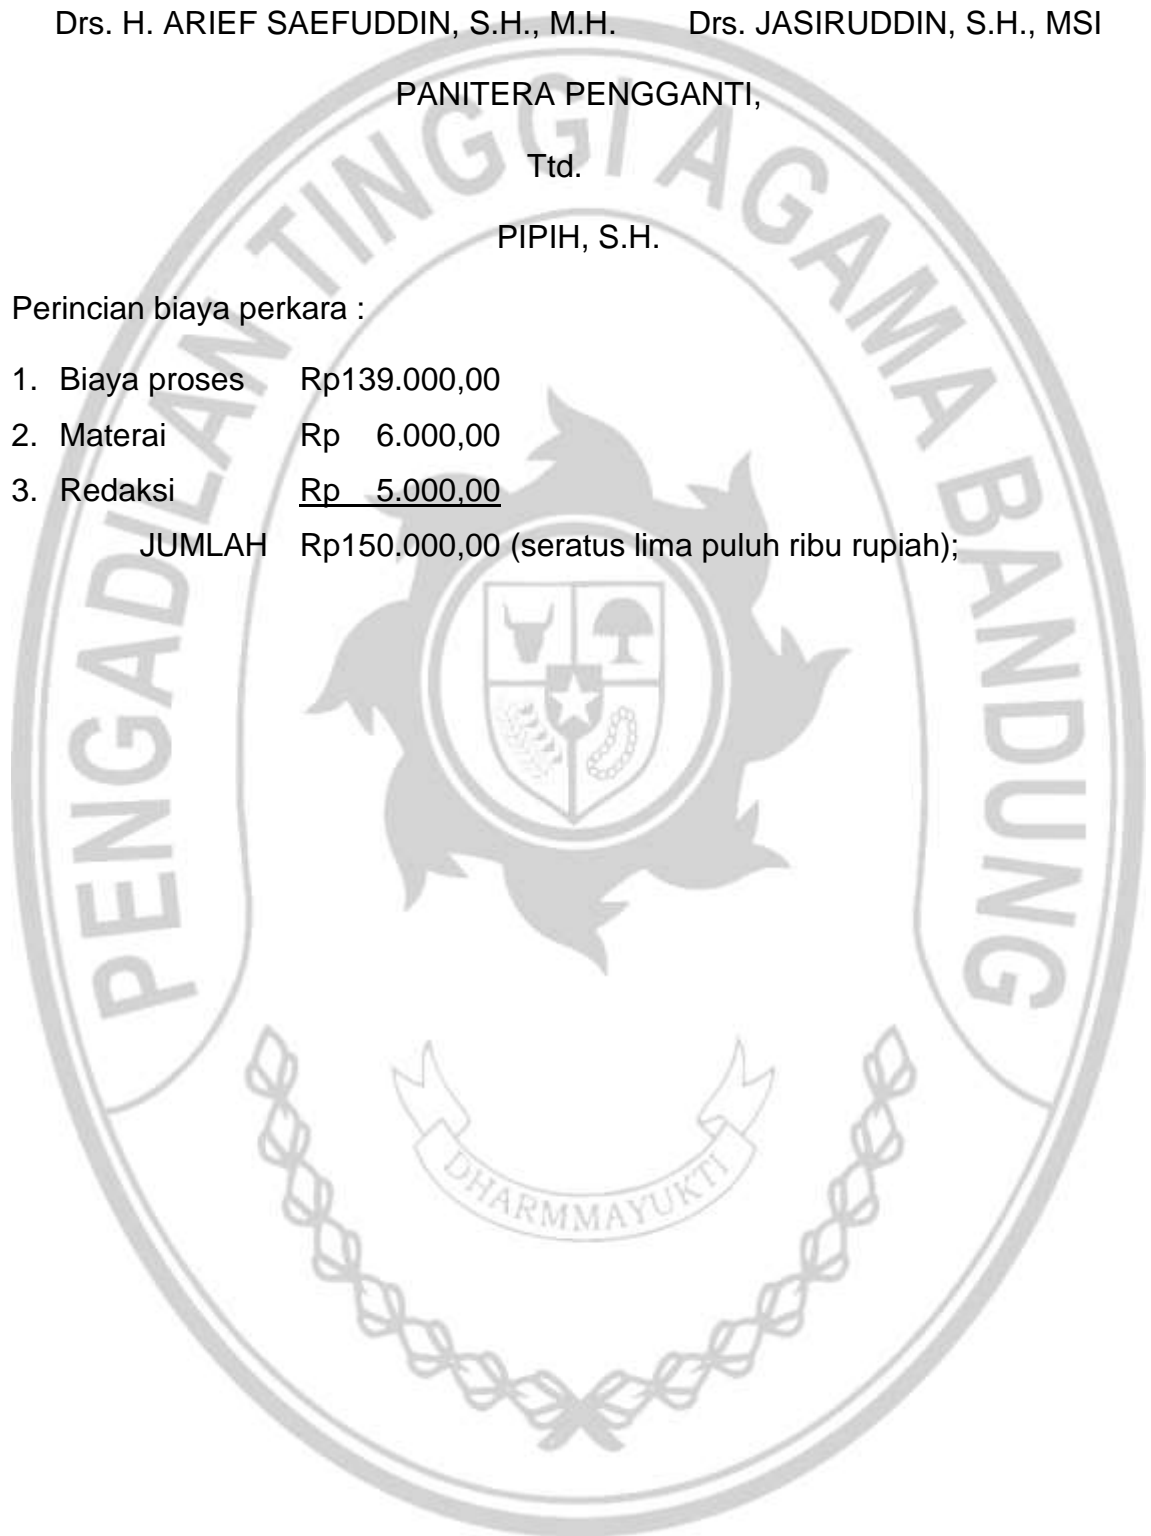 Drs. H. ARIEF SAEFUDDIN, S.H., M.H. Drs. JASIRUDDIN, S.H., MSI
PANITERA PENGGANTI,
Ttd.
PIPIH, S.H.
Perincian biaya perkara :
1. Biaya proses Rp139.000,00
2. Materai Rp 6.000,00
3. Redaksi Rp 5.000,00
JUMLAH Rp150.000,00 (seratus lima puluh ribu rupiah);
PENGADILAN TINGGI AGAMA BANDUNG
DHARMMAYUKTI